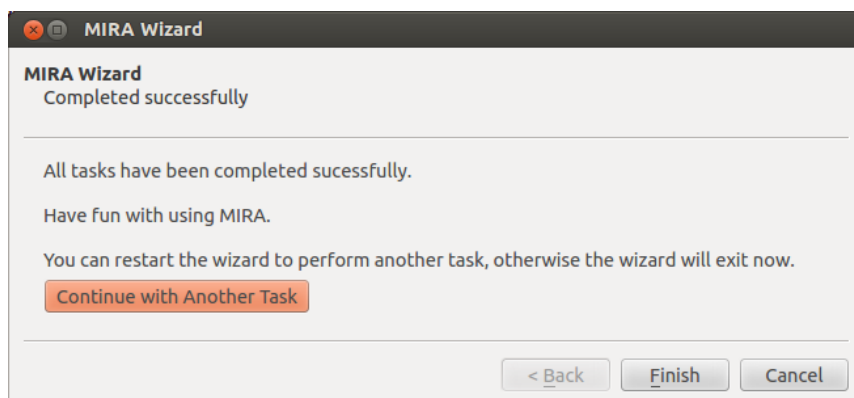 MIRA Wizard
MIRA Wizard
Completed successfully
All tasks have been completed sucessfully.
Have fun with using MIRA.
You can restart the wizard to perform another task, otherwise the wizard will exit now.
Continue with Another Task
< Back Finish Cancel